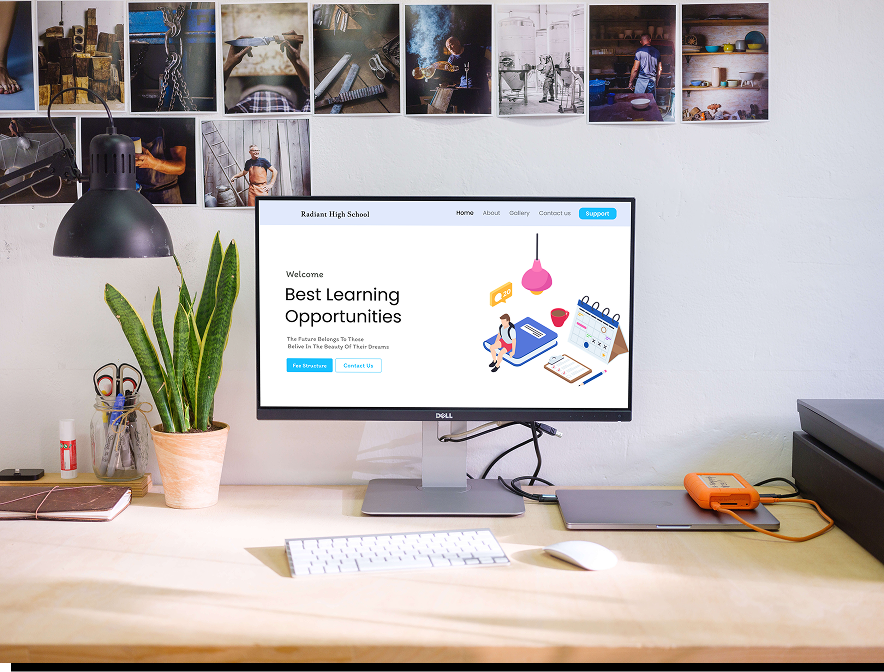 Radiant High School
Home About Gallery Contact us Support
Welcome
Best Learning
Opportunities
20
The Future Belongs To Those
Belive In The Beauty Of Their Dreams
Fee Structure Contact Us
DELL